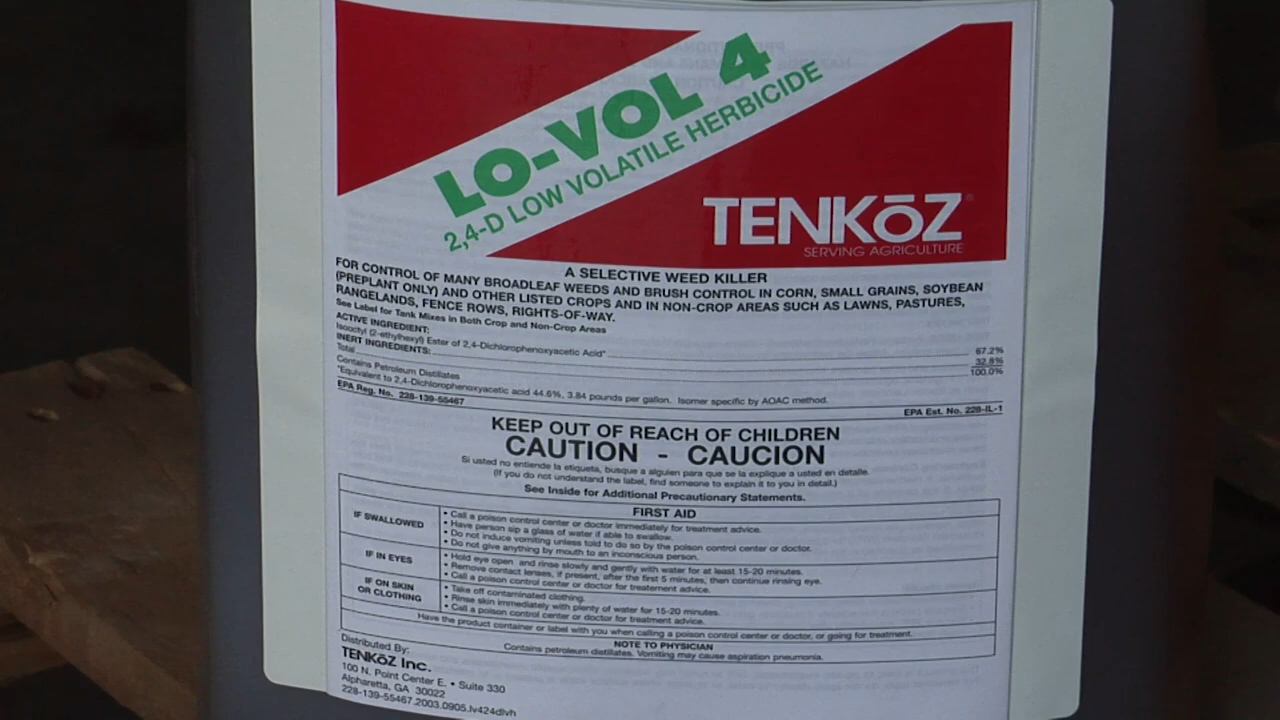 LO-VOL 4
2,4-D LOW VOLATILE HERBICIDE
TENKōZ®
SERVING AGRICULTURE
A SELECTIVE WEED KILLER
FOR CONTROL OF MANY BROADLEAF WEEDS AND BRUSH CONTROL IN CORN, SMALL GRAINS, SOYBEAN
(PREPLANT ONLY) AND OTHER LISTED CROPS AND IN NON-CROP AREAS SUCH AS LAWNS, PASTURES,
RANGELANDS, FENCE ROWS, RIGHTS-OF-WAY.
See Label for Tank Mixes in Both Crop and Non-Crop Areas
ACTIVE INGREDIENT:
Isooctyl (2-ethylhexyl) Ester of 2,4-Dichlorophenoxyacetic Acid* 67.2%
INERT INGREDIENTS: 32.8%
Total 100.0%
Contains Petroleum Distillates
*Equivalent to 2,4-Dichlorophenoxyacetic acid 44.6%, 3.84 pounds per gallon. Isomer specific by AOAC method.
EPA Reg. No. 228-139-55467 EPA Est. No. 228-IL-1
KEEP OUT OF REACH OF CHILDREN
CAUTION - CAUCION
Si usted no entiende la etiqueta, busque a alguien para que se la explique a usted en detalle.
(If you do not understand the label, find someone to explain it to you in detail.)
See Inside for Additional Precautionary Statements.
FIRST AID
IF SWALLOWED
• Call a poison control center or doctor immediately for treatment advice.
• Have person sip a glass of water if able to swallow.
• Do not induce vomiting unless told to do so by the poison control center or doctor.
• Do not give anything by mouth to an inconscious person.
IF IN EYES
• Hold eye open and rinse slowly and gently with water for at least 15-20 minutes.
• Remove contact lenses, if present, after the first 5 minutes, then continue rinsing eye.
• Call a poison control center or doctor for treatement advice.
IF ON SKIN
OR CLOTHING
• Take off contaminated clothing.
• Rinse skin immediately with plenty of water for 15-20 minutes.
• Call a poison control center or doctor for treatment advice.
Have the product container or label with you when calling a poison control center or doctor, or going for treatment.
NOTE TO PHYSICIAN
Contains petroleum distillates. Vomiting may cause aspiration pneumonia.
Distributed By:
TENKōZ Inc.
100 N. Point Center E. • Suite 330
Alpharetta, GA 30022
228-139-55467.2003.0905.lv424dlvh